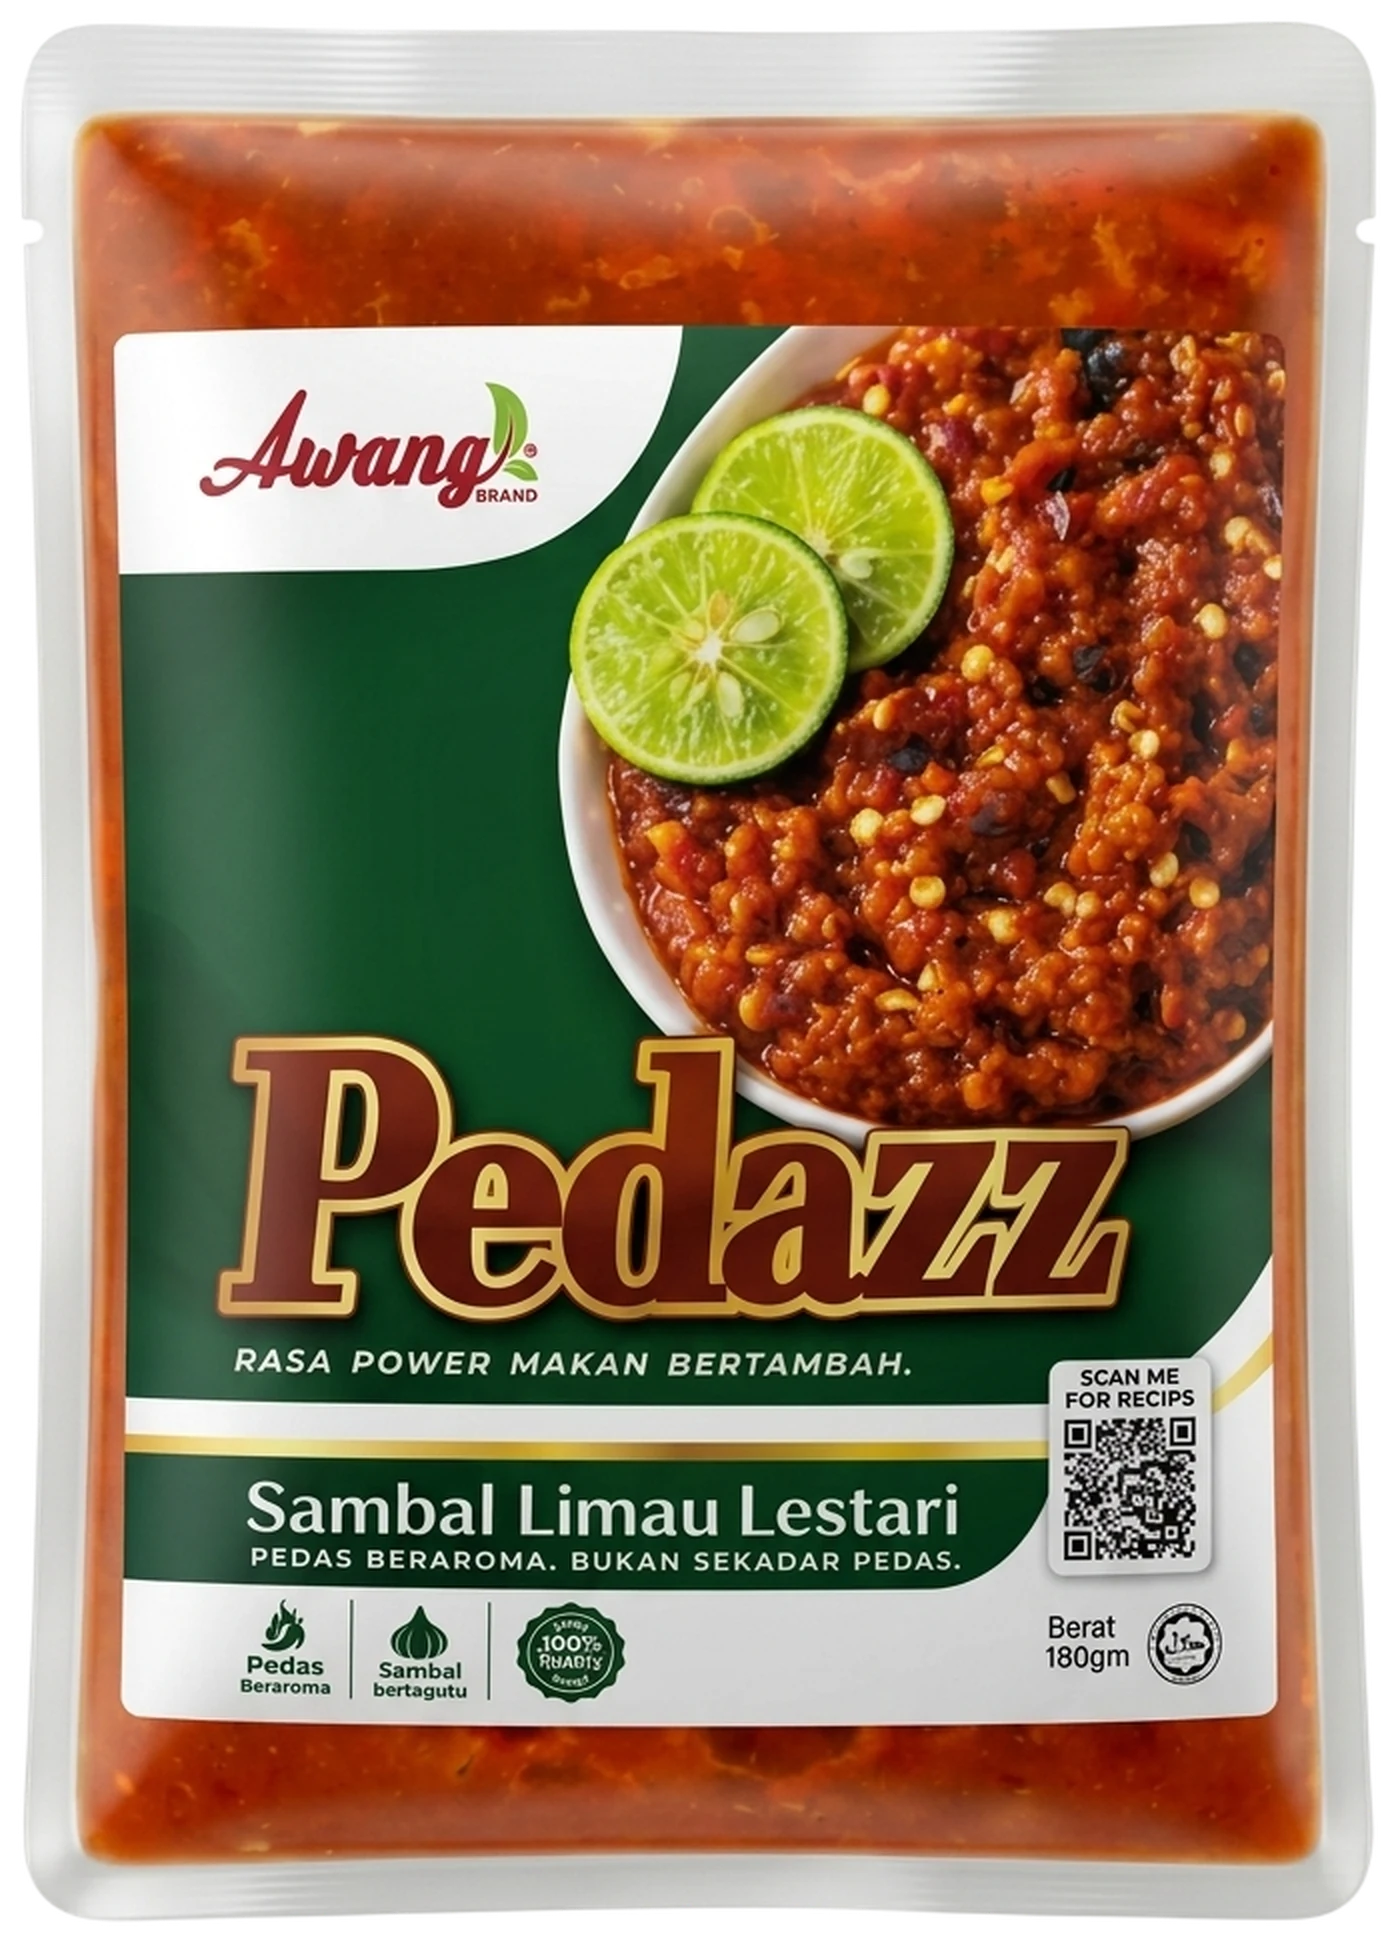 Awang
BRAND
Pedazz
RASA POWER MAKAN BERTAMBAH.
SCAN ME
FOR RECIPS
Sambal Limau Lestari
PEDAS BERAROMA. BUKAN SEKADAR PEDAS.
Pedas
Beraroma
Sambal
bertagutu
100%
Berat
180gm